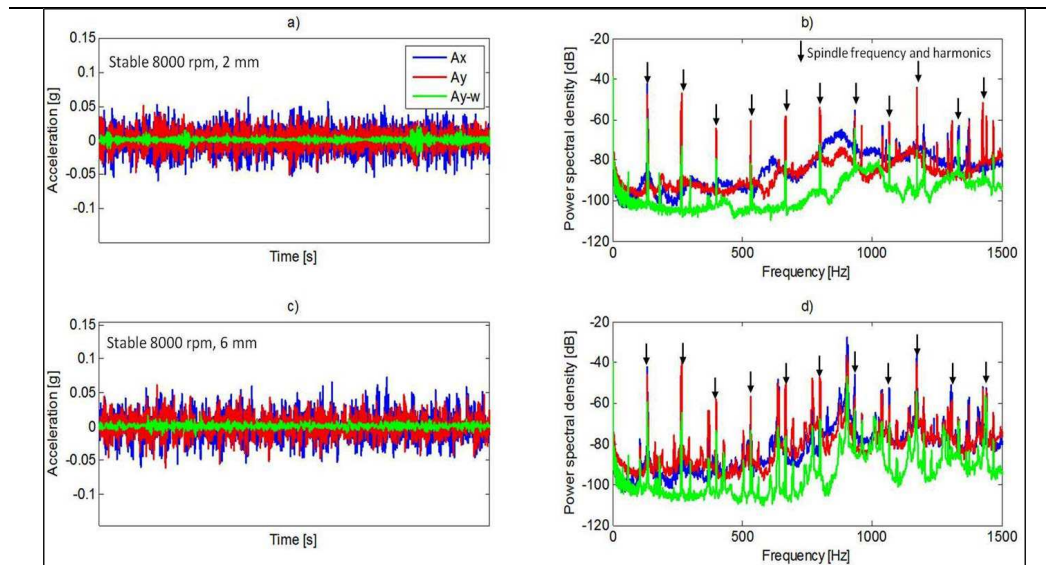 a)
Acceleration [g]
0.15
0.1
0.05
0
-0.05
-0.1
Stable 8000 rpm, 2 mm
Ax
Ay
Ay-w
Time [s]
b)
Power spectral density [dB]
-20
-40
-60
-80
-100
-120
Spindle frequency and harmonics
0
500
1000
1500
Frequency [Hz]
c)
Acceleration [g]
0.15
0.1
0.05
0
-0.05
-0.1
Stable 8000 rpm, 6 mm
Time [s]
d)
Power spectral density [dB]
-20
-40
-60
-80
-100
-120
0
500
1000
1500
Frequency [Hz]